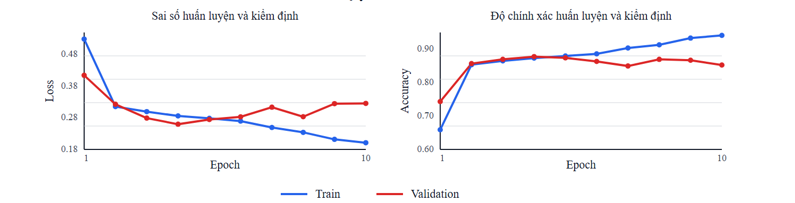 Sai số huấn luyện và kiểm định
Độ chính xác huấn luyện và kiểm định
0.48
0.38
0.28
0.18
Loss
1
10
Epoch
0.90
0.80
0.70
0.60
Accuracy
1
10
Epoch
Train
Validation